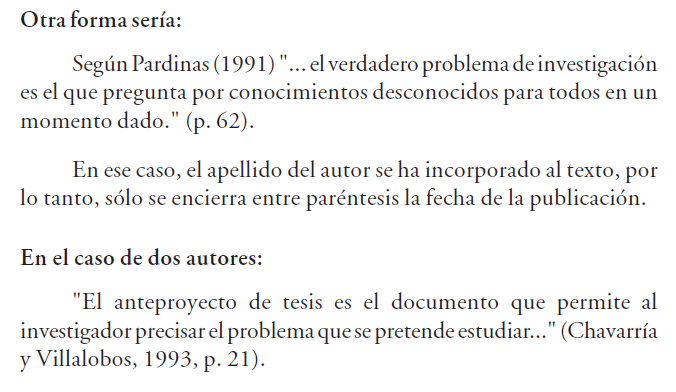 Otra forma sería:
Según Pardinas (1991) "... el verdadero problema de investigación
es el que pregunta por conocimientos desconocidos para todos en un
momento dado." (p. 62).
En ese caso, el apellido del autor se ha incorporado al texto, por
lo tanto, sólo se encierra entre paréntesis la fecha de la publicación.
En el caso de dos autores:
"El anteproyecto de tesis es el documento que permite al
investigador precisar el problema que se pretende estudiar..." (Chavarría
y Villalobos, 1993, p. 21).